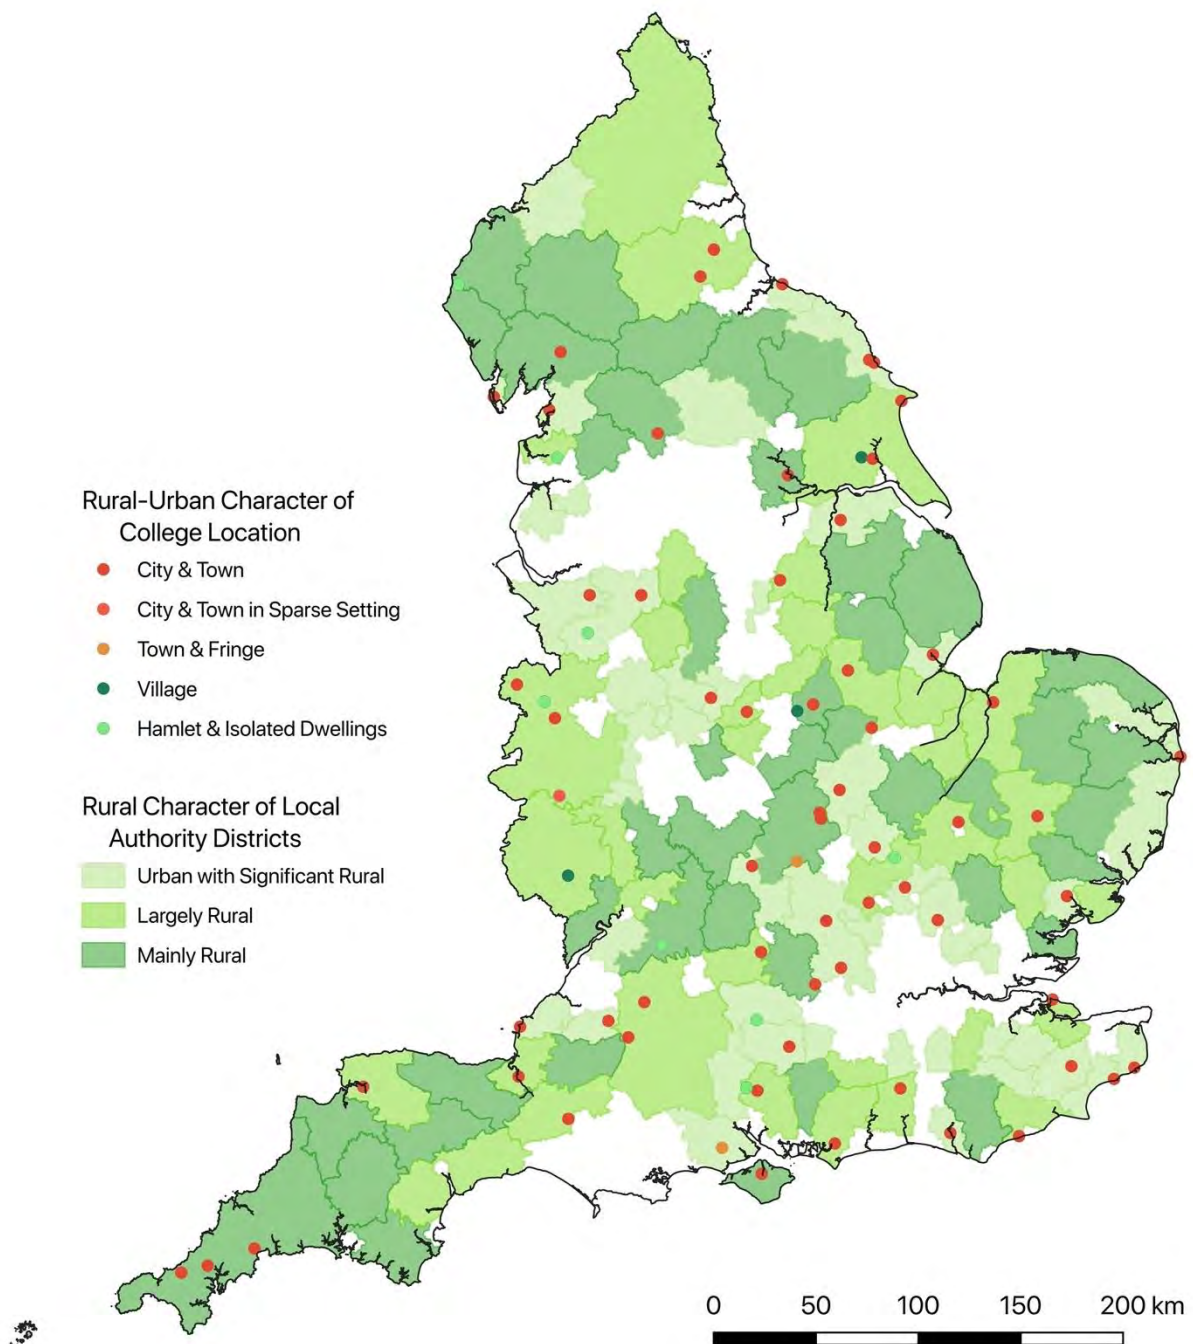 Rural-Urban Character of
College Location
City & Town
City & Town in Sparse Setting
Town & Fringe
Village
Hamlet & Isolated Dwellings
Rural Character of Local
Authority Districts
Urban with Significant Rural
Largely Rural
Mainly Rural
0 50 100 150 200 km